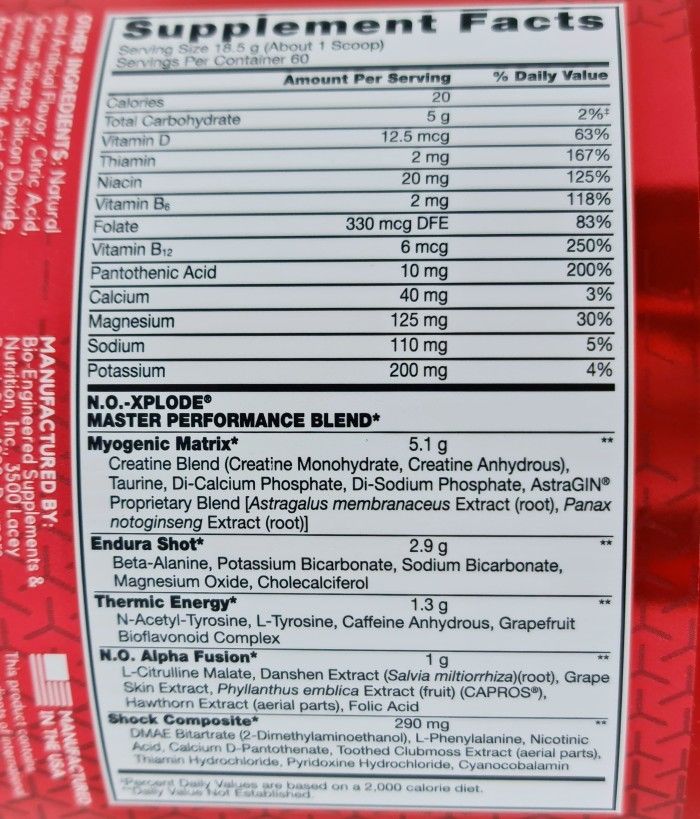 Supplement Facts
Serving Size 18.5 g (About 1 Scoop)
Servings Per Container 60
Amount Per Serving % Daily Value
Calories 20
Total Carbohydrate 5 g 2%‡
Vitamin D 12.5 mcg 63%
Thiamin 2 mg 167%
Niacin 20 mg 125%
Vitamin B6 2 mg 118%
Folate 330 mcg DFE 83%
Vitamin B12 6 mcg 250%
Pantothenic Acid 10 mg 200%
Calcium 40 mg 3%
Magnesium 125 mg 30%
Sodium 110 mg 5%
Potassium 200 mg 4%
N.O.-XPLODE®
MASTER PERFORMANCE BLEND*
Myogenic Matrix* 5.1 g **
Creatine Blend (Creatine Monohydrate, Creatine Anhydrous),
Taurine, Di-Calcium Phosphate, Di-Sodium Phosphate, AstraGIN®
Proprietary Blend [Astragalus membranaceus Extract (root), Panax
notoginseng Extract (root)]
Endura Shot* 2.9 g **
Beta-Alanine, Potassium Bicarbonate, Sodium Bicarbonate,
Magnesium Oxide, Cholecalciferol
Thermic Energy* 1.3 g **
N-Acetyl-Tyrosine, L-Tyrosine, Caffeine Anhydrous, Grapefruit
Bioflavonoid Complex
N.O. Alpha Fusion* 1 g **
L-Citrulline Malate, Danshen Extract (Salvia miltiorrhiza)(root), Grape
Skin Extract, Phyllanthus emblica Extract (fruit) (CAPROS®),
Hawthorn Extract (aerial parts), Folic Acid
Shock Composite* 290 mg **
DMAE Bitartrate (2-Dimethylaminoethanol), L-Phenylalanine, Nicotinic
Acid, Calcium D-Pantothenate, Toothed Clubmoss Extract (aerial parts),
Thiamin Hydrochloride, Pyridoxine Hydrochloride, Cyanocobalamin
‡Percent Daily Values are based on a 2,000 calorie diet.
**Daily Value Not Established.
OTHER INGREDIENTS: Natural
and Artificial Flavor, Citric Acid,
Calcium Silicate, Silicon Dioxide,
Sucralose, Malic Acid,
MANUFACTURED BY:
Bio-Engineered Supplements &
Nutrition, Inc., 3500 Lacey
MANUFACTURED
IN THE USA
This product contains